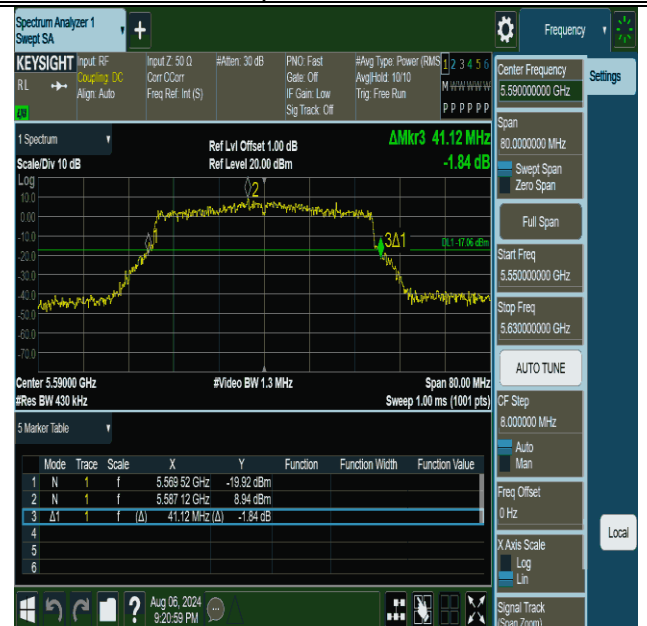 Spectrum Analyzer 1
Swept SA
+
Frequency
KEYSIGHT
RL
Input: RF
Coupling: DC
Align: Auto
Input Z: 50 Ω
Corr CCorr
Freq Ref: Int (S)
#Atten: 30 dB
PNO: Fast
Gate: Off
IF Gain: Low
Sig Track: Off
#Avg Type: Power (RMS
Avg|Hold: 10/10
Trig: Free Run
1 2 3 4 5 6
M W W W W W
P P P P P P
LXI
1 Spectrum
Scale/Div 10 dB
Ref Lvl Offset 1.00 dB
Ref Level 20.00 dBm
ΔMkr3 41.12 MHz
-1.84 dB
Log
10.0
0.00
-10.0
-20.0
-30.0
-40.0
-50.0
-60.0
-70.0
2
3Δ1
DL1 -17.06 dBm
Center 5.59000 GHz
#Video BW 1.3 MHz
Span 80.00 MHz
#Res BW 430 kHz
Sweep 1.00 ms (1001 pts)
5 Marker Table
Mode Trace Scale X Y Function Function Width Function Value
1 N 1 f 5.569 52 GHz -19.92 dBm
2 N 1 f 5.587 12 GHz 8.94 dBm
3 Δ1 1 f (Δ) 41.12 MHz (Δ) -1.84 dB
4
5
6
Aug 06, 2024
9:20:59 PM
?
Center Frequency
5.590000000 GHz
Settings
Span
80.0000000 MHz
Swept Span
Zero Span
Full Span
Start Freq
5.550000000 GHz
Stop Freq
5.630000000 GHz
AUTO TUNE
CF Step
8.000000 MHz
Auto
Man
Freq Offset
0 Hz
Local
X Axis Scale
Log
Lin
Signal Track
(Span Zoom)